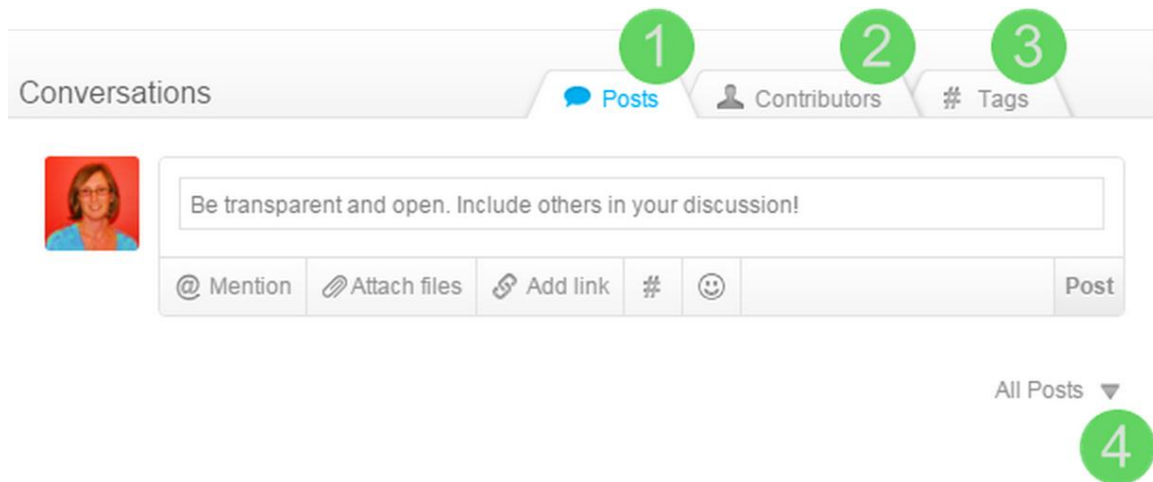 1 2 3
Conversations Posts Contributors # Tags
Be transparent and open. Include others in your discussion!
@ Mention Attach files Add link # Post
All Posts
4